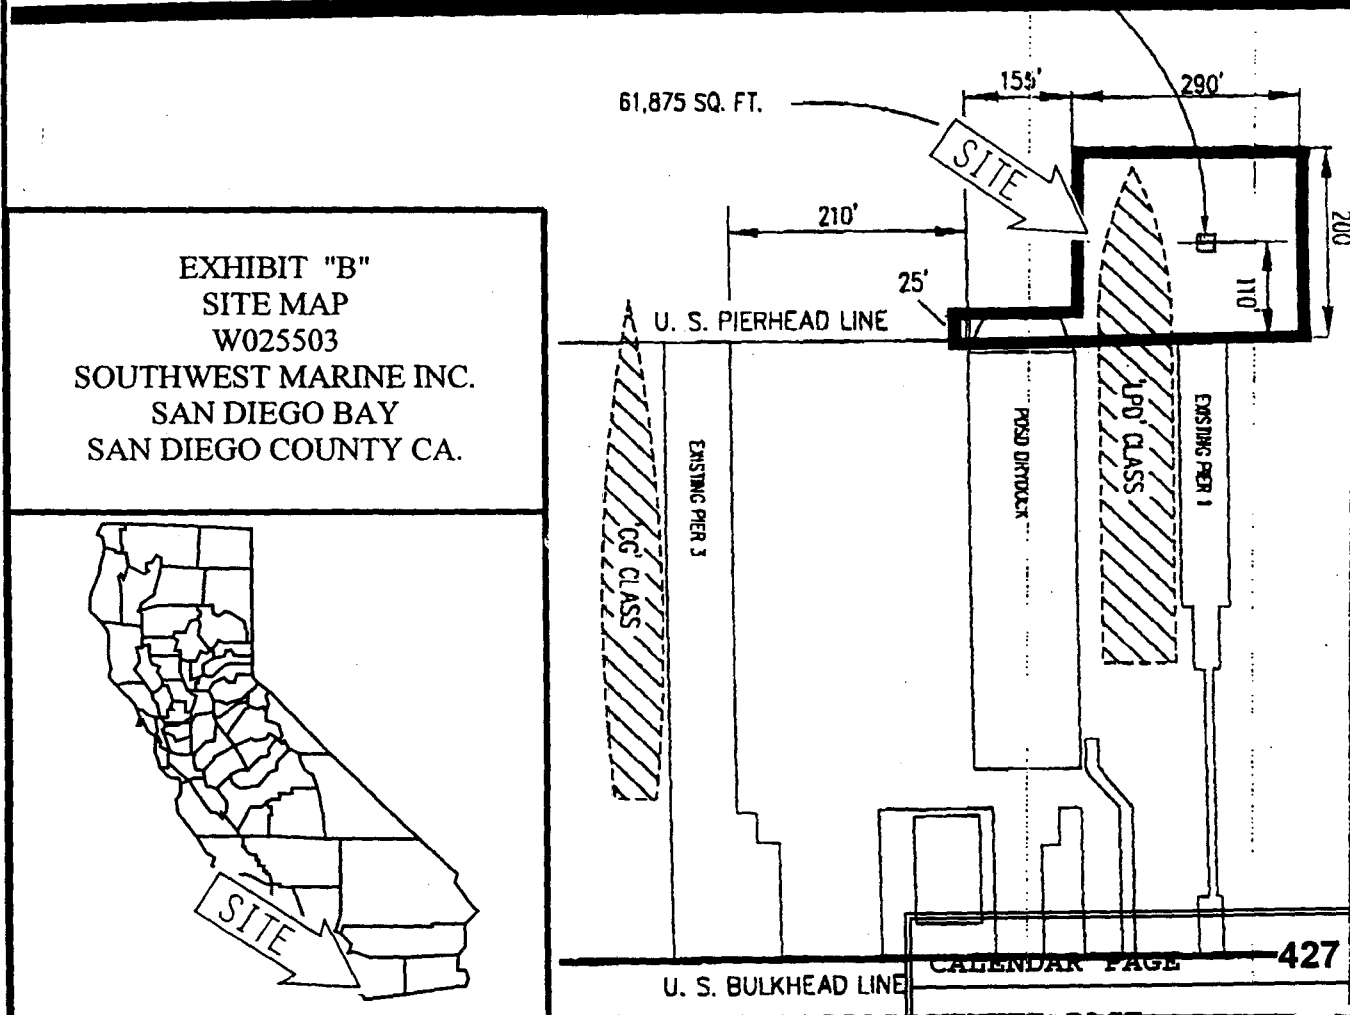 61,875 SQ. FT.
155'
290'
SITE
200
210'
110'
25'
U. S. PIERHEAD LINE
EXHIBIT "B"
SITE MAP
W025503
SOUTHWEST MARINE INC.
SAN DIEGO BAY
SAN DIEGO COUNTY CA.
'CG' CLASS
EXISTING PIER 3
POSD DRYDOCK
'LPD' CLASS
EXISTING PIER 1
SITE
CALENDAR PAGE 427
U. S. BULKHEAD LINE